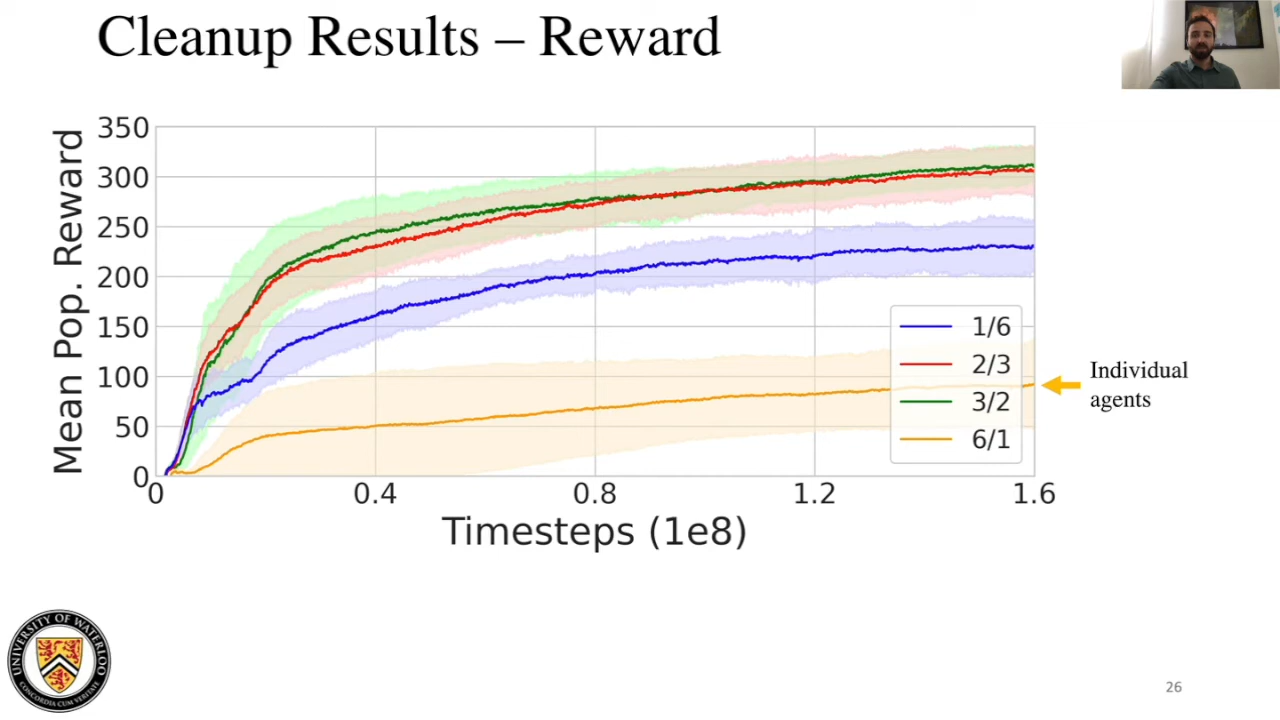 Cleanup Results – Reward
Mean Pop. Reward
350
300
250
200
150
100
50
0
0
0.4
0.8
1.2
1.6
Timesteps (1e8)
1/6
2/3
3/2
6/1
Individual
agents
UNIVERSITY OF WATERLOO
CONCORDIA CUM VERITATE
26